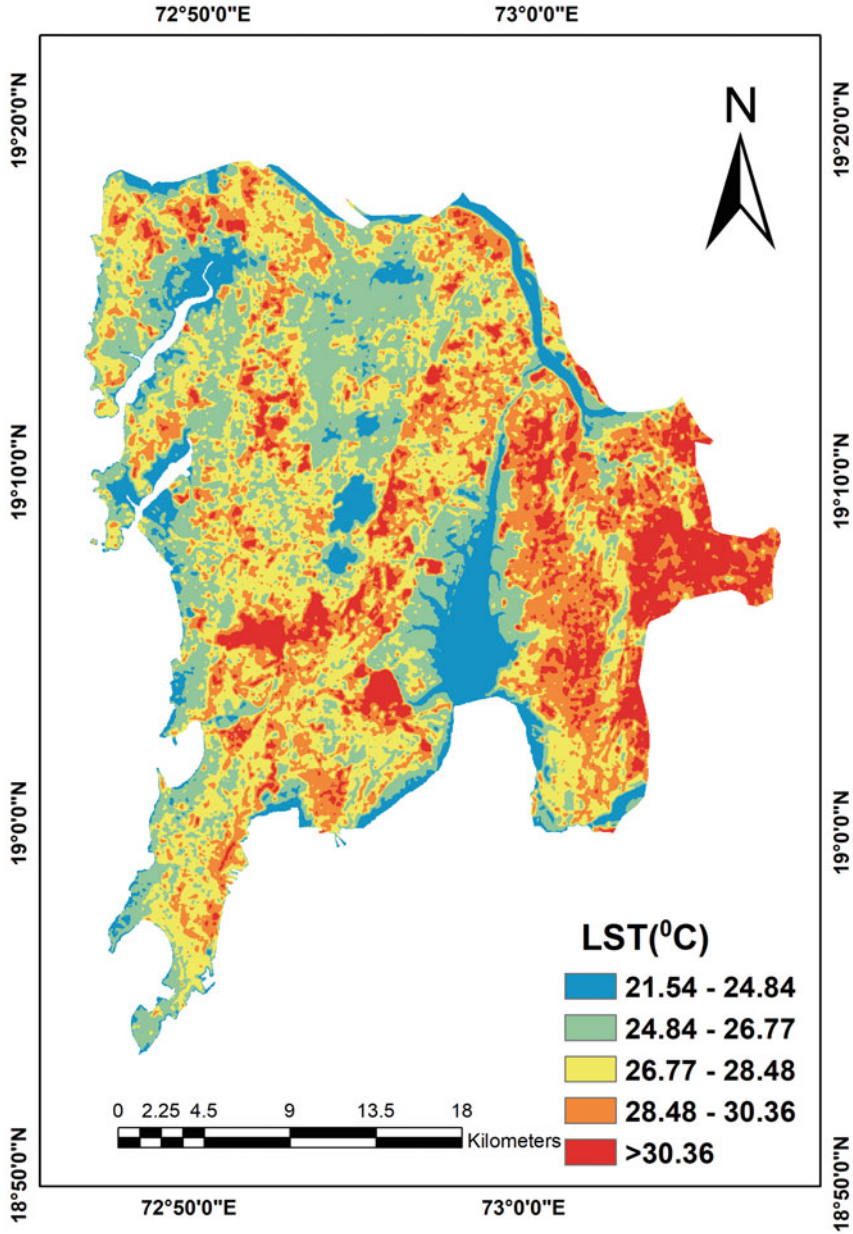 72°50'0"E 73°0'0"E
19°20'0"N 19°20'0"N
N
19°10'0"N 19°10'0"N
19°0'0"N 19°0'0"N
LST(⁰C)
21.54 - 24.84
24.84 - 26.77
26.77 - 28.48
28.48 - 30.36
>30.36
0 2.25 4.5 9 13.5 18
Kilometers
18°50'0"N 18°50'0"N
72°50'0"E 73°0'0"E